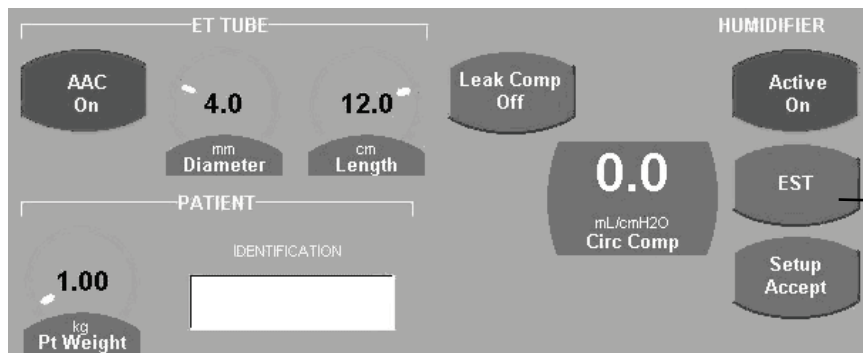 ET TUBE
HUMIDIFIER
AAC
On
4.0
mm
Diameter
12.0
cm
Length
Leak Comp
Off
Active
On
0.0
mL/cmH2O
Circ Comp
EST
PATIENT
1.00
kg
Pt Weight
IDENTIFICATION
Setup
Accept